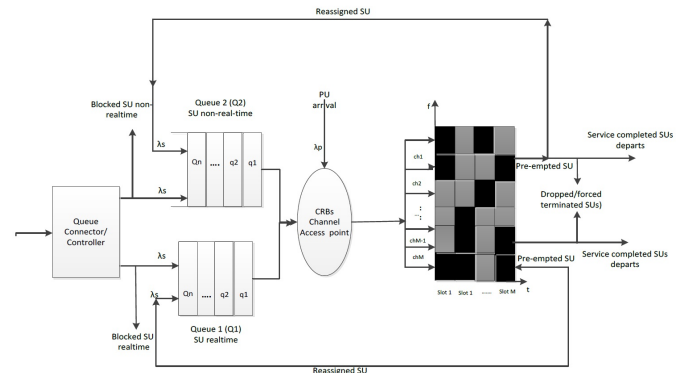 Reassigned SU
Blocked SU non-
realtime
Queue 2 (Q2)
SU non-real-time
PU
arrival
f
λs
λp
Qn
....
q2
q1
λs
ch1
ch2
...
:
chM-1
chM
Service completed SUs
departs
Pre-empted SU
Dropped/forced
terminated SUs)
Queue
Connector/
Controller
CRBs
Channel
Access point
λs
Qn
....
q2
q1
λs
Pre-empted SU
Service completed SUs
departs
Slot 1
Slot 1
......
Slot M
t
Blocked SU
realtime
Queue 1 (Q1)
SU realtime
Reassigned SU